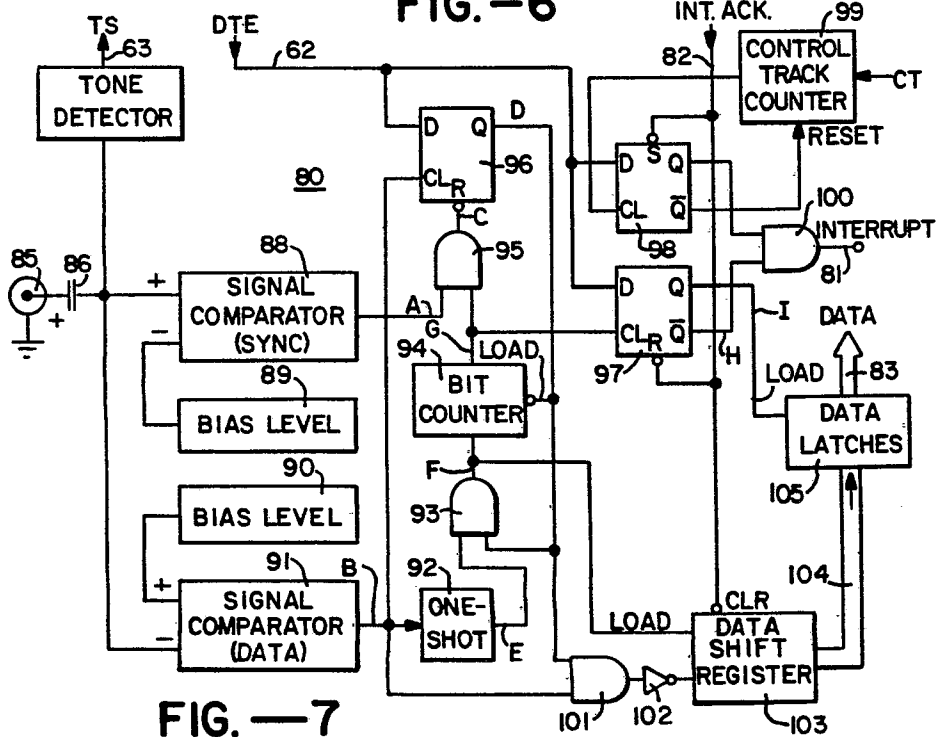 FIG.-6
INT. ACK.
99
TS
DTE
63
62
82
CONTROL
TRACK
COUNTER
CT
TONE
DETECTOR
RESET
D
Q
D
96
CL
R
C
80
S
D
Q
CL
Q̅
98
100
INTERRUPT
81
85
86
+
88
+
−
SIGNAL
COMPARATOR
(SYNC)
95
A
G
D
Q
CL
R
Q̅
97
H
I
DATA
83
94
LOAD
BIT
COUNTER
89
BIAS LEVEL
LOAD
DATA
LATCHES
105
F
90
BIAS LEVEL
93
104
91
B
92
+
−
SIGNAL
COMPARATOR
(DATA)
ONE-
SHOT
E
LOAD
CLR
DATA
SHIFT
REGISTER
101
102
103
FIG.-7